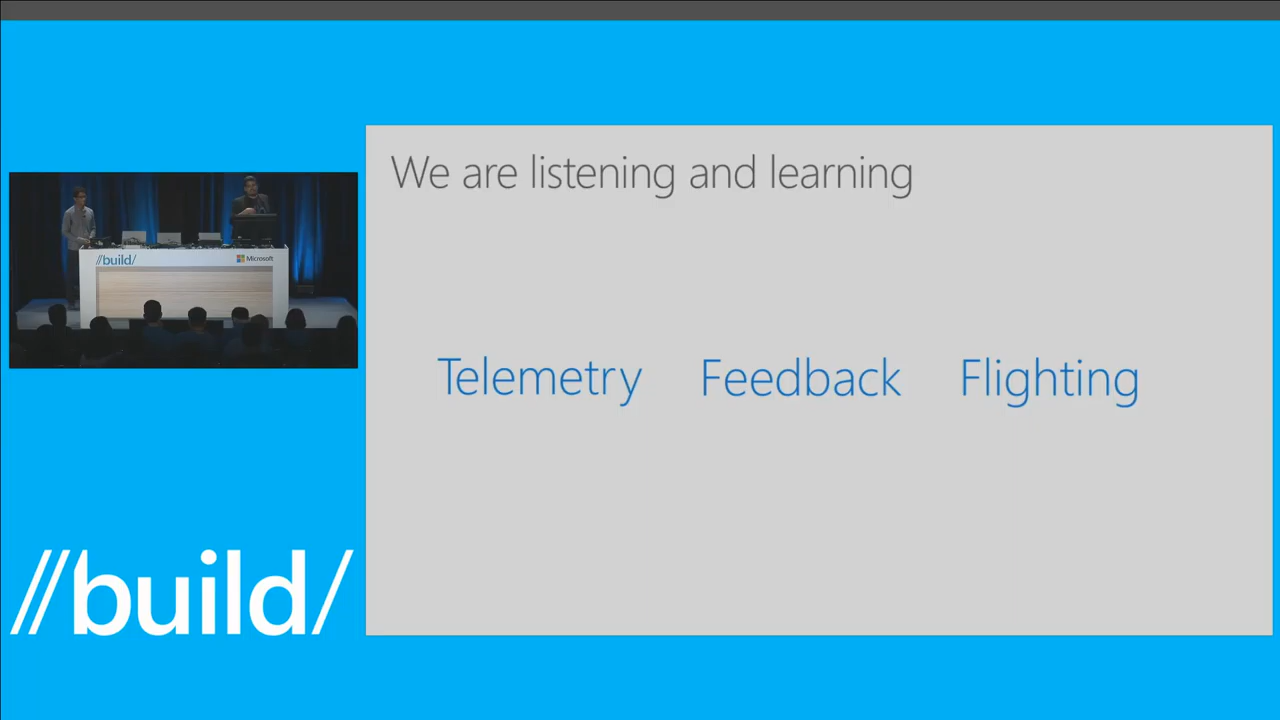 We are listening and learning
Telemetry Feedback Flighting
//build/
Microsoft
//build/